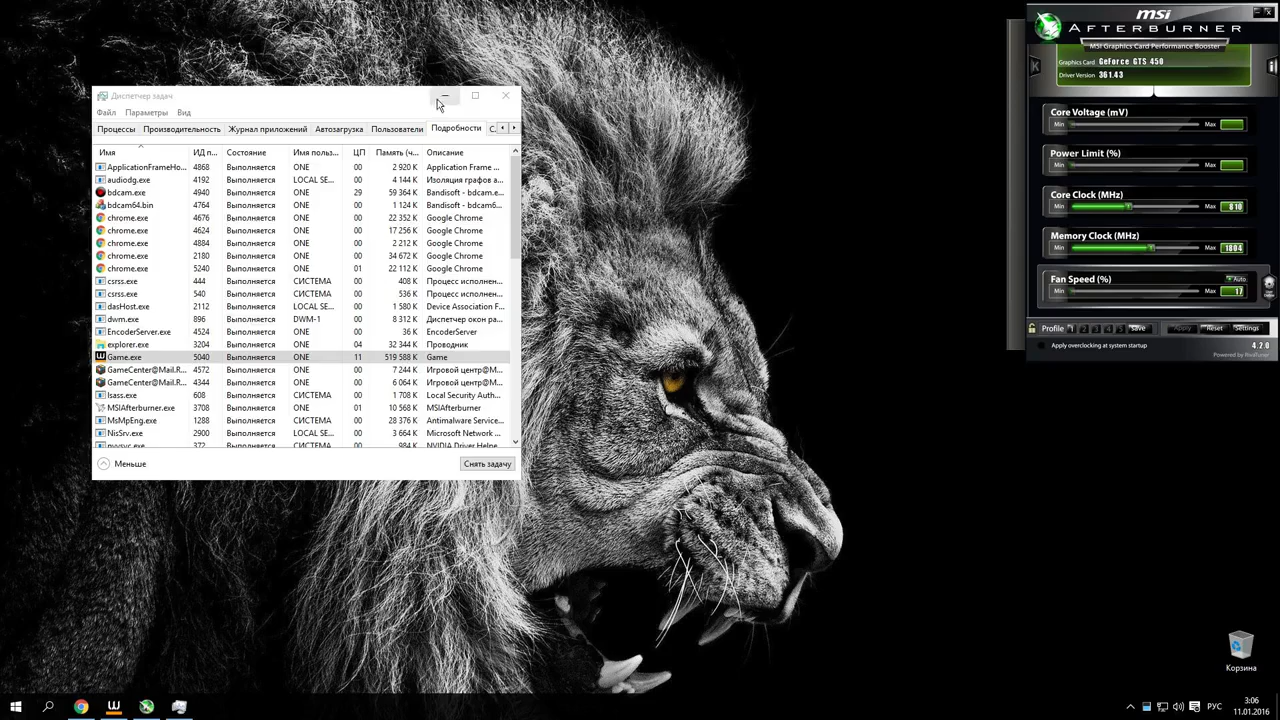 Диспетчер задач
Файл Параметры Вид
Процессы Производительность Журнал приложений Автозагрузка Пользователи Подробности С
Имя ИД п... Состояние Имя польз... ЦП Память (ч... Описание
ApplicationFrameHo... 4868 Выполняется ONE 00 2 920 K Application Frame ...
audiodg.exe 4192 Выполняется LOCAL SE... 00 4 144 K Изоляция графов а...
bdcam.exe 4940 Выполняется ONE 29 59 364 K Bandisoft - bdcam.e...
bdcam64.bin 4764 Выполняется ONE 00 1 124 K Bandisoft - bdcam6...
chrome.exe 4676 Выполняется ONE 00 22 352 K Google Chrome
chrome.exe 4624 Выполняется ONE 00 17 256 K Google Chrome
chrome.exe 4884 Выполняется ONE 00 2 212 K Google Chrome
chrome.exe 2180 Выполняется ONE 00 34 672 K Google Chrome
chrome.exe 5240 Выполняется ONE 01 22 112 K Google Chrome
csrss.exe 444 Выполняется СИСТЕМА 00 408 K Процесс исполнен...
csrss.exe 540 Выполняется СИСТЕМА 00 536 K Процесс исполнен...
dasHost.exe 2112 Выполняется LOCAL SE... 00 1 580 K Device Association F...
dwm.exe 896 Выполняется DWM-1 00 8 312 K Диспетчер окон ра...
EncoderServer.exe 4524 Выполняется ONE 00 36 K EncoderServer
explorer.exe 3204 Выполняется ONE 04 32 344 K Проводник
Game.exe 5040 Выполняется ONE 11 519 588 K Game
GameCenter@Mail.R... 4572 Выполняется ONE 00 7 244 K Игровой центр@M...
GameCenter@Mail.R... 4344 Выполняется ONE 00 6 064 K Игровой центр@M...
lsass.exe 608 Выполняется СИСТЕМА 00 1 708 K Local Security Auth...
MSIAfterburner.exe 3708 Выполняется ONE 01 10 568 K MSIAfterburner
MsMpEng.exe 1288 Выполняется СИСТЕМА 00 28 376 K Antimalware Service...
NisSrv.exe 2900 Выполняется LOCAL SE... 00 3 664 K Microsoft Network ...
nvvsvc.exe 372 Выполняется СИСТЕМА 00 984 K NVIDIA Driver Helpe...
Меньше Снять задачу
msi
AFTERBURNER
MSI Graphics Card Performance Booster
Graphics Card GeForce GTS 450
Driver Version 361.43
K i
Core Voltage (mV)
Min Max
Power Limit (%)
Min Max
Core Clock (MHz)
Min Max 810
Memory Clock (MHz)
Min Max 1804
Fan Speed (%) Auto
Min Max 17
Profile 1 2 3 4 5 Save Apply Reset Settings
Apply overclocking at system startup 4.2.0
Powered by RivaTuner
Корзина
W
РУС
3:06
11.01.2016